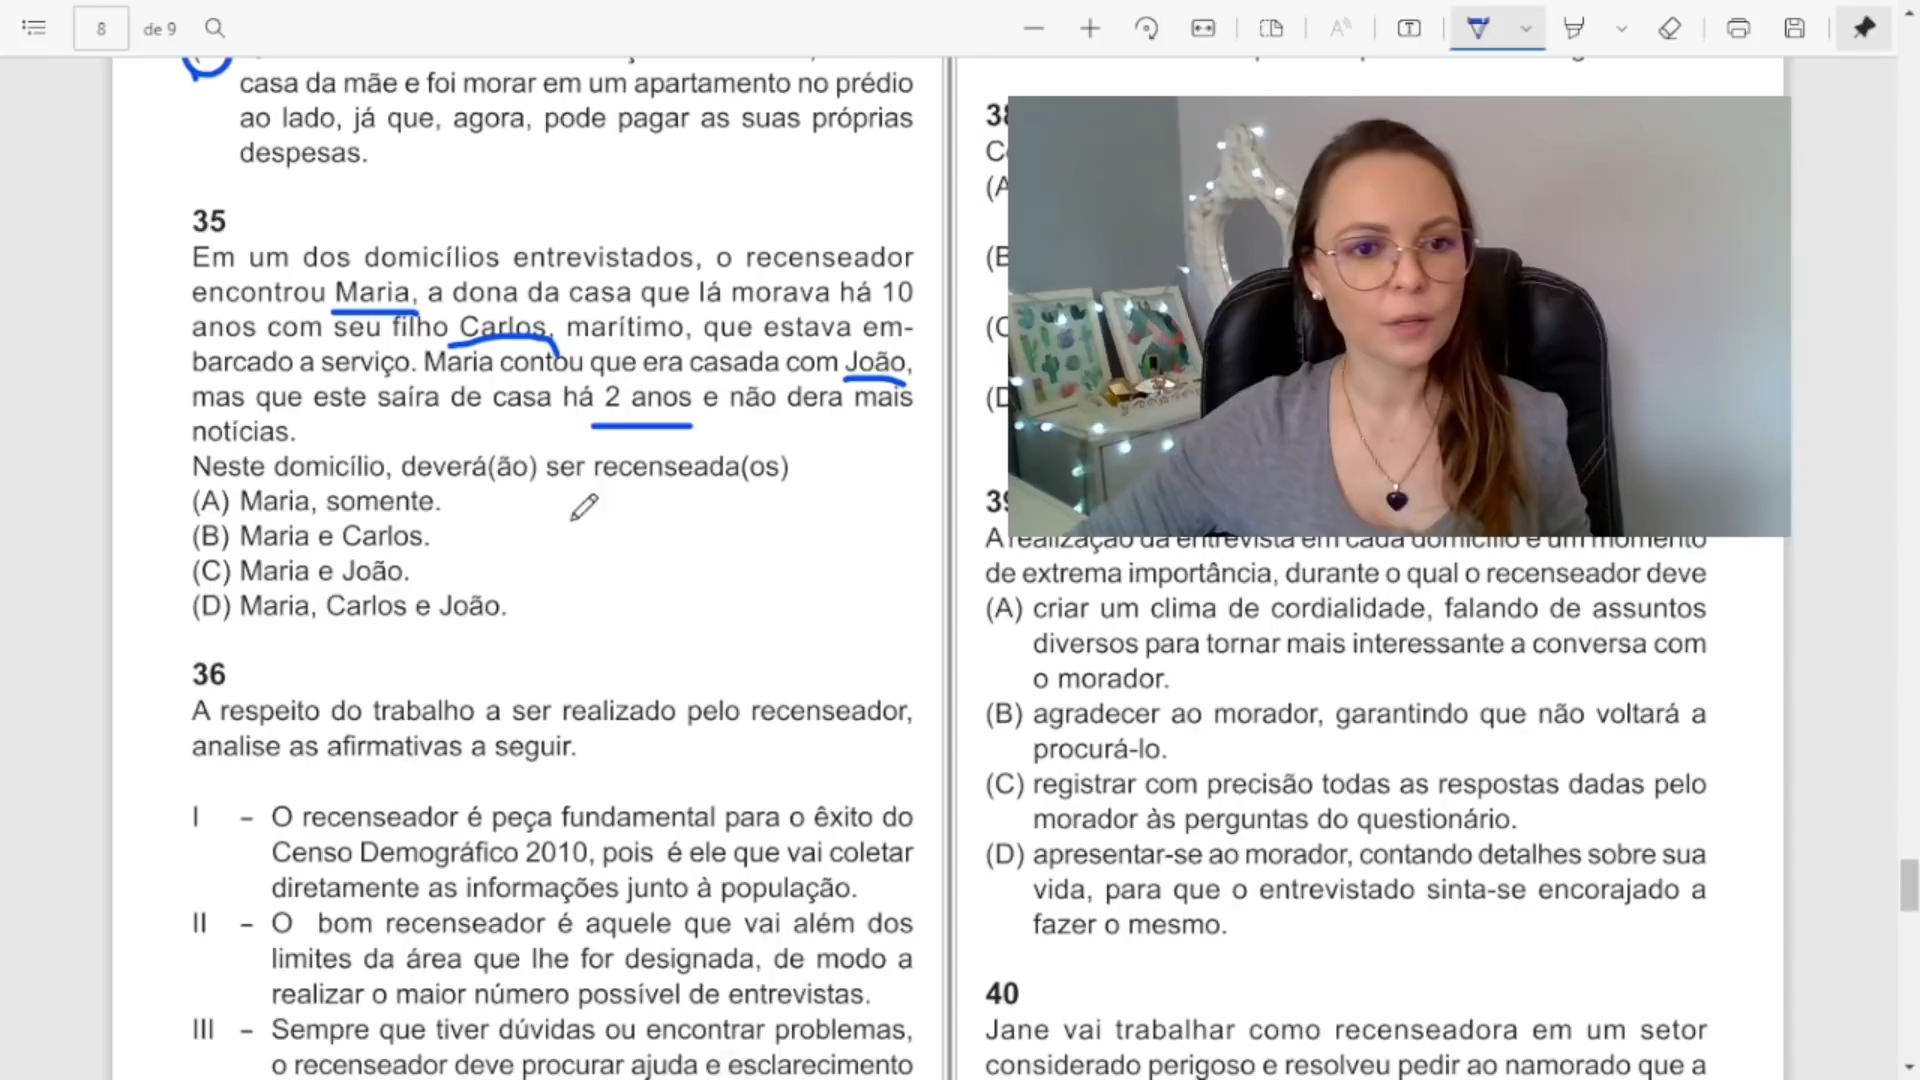 8
de 9
casa da mãe e foi morar em um apartamento no prédio
ao lado, já que, agora, pode pagar as suas próprias
despesas.
35
Em um dos domicílios entrevistados, o recenseador
encontrou Maria, a dona da casa que lá morava há 10
anos com seu filho Carlos, marítimo, que estava em-
barcado a serviço. Maria contou que era casada com João,
mas que este saíra de casa há 2 anos e não dera mais
notícias.
Neste domicílio, deverá(ão) ser recenseada(os)
(A) Maria, somente.
(B) Maria e Carlos.
(C) Maria e João.
(D) Maria, Carlos e João.
36
A respeito do trabalho a ser realizado pelo recenseador,
analise as afirmativas a seguir.
I – O recenseador é peça fundamental para o êxito do
Censo Demográfico 2010, pois é ele que vai coletar
diretamente as informações junto à população.
II – O bom recenseador é aquele que vai além dos
limites da área que lhe for designada, de modo a
realizar o maior número possível de entrevistas.
III – Sempre que tiver dúvidas ou encontrar problemas,
o recenseador deve procurar ajuda e esclarecimento
38
(A
(B
(C
(D
39
A realização da entrevista em cada domicílio é um momento
de extrema importância, durante o qual o recenseador deve
(A) criar um clima de cordialidade, falando de assuntos
diversos para tornar mais interessante a conversa com
o morador.
(B) agradecer ao morador, garantindo que não voltará a
procurá-lo.
(C) registrar com precisão todas as respostas dadas pelo
morador às perguntas do questionário.
(D) apresentar-se ao morador, contando detalhes sobre sua
vida, para que o entrevistado sinta-se encorajado a
fazer o mesmo.
40
Jane vai trabalhar como recenseadora em um setor
considerado perigoso e resolveu pedir ao namorado que a